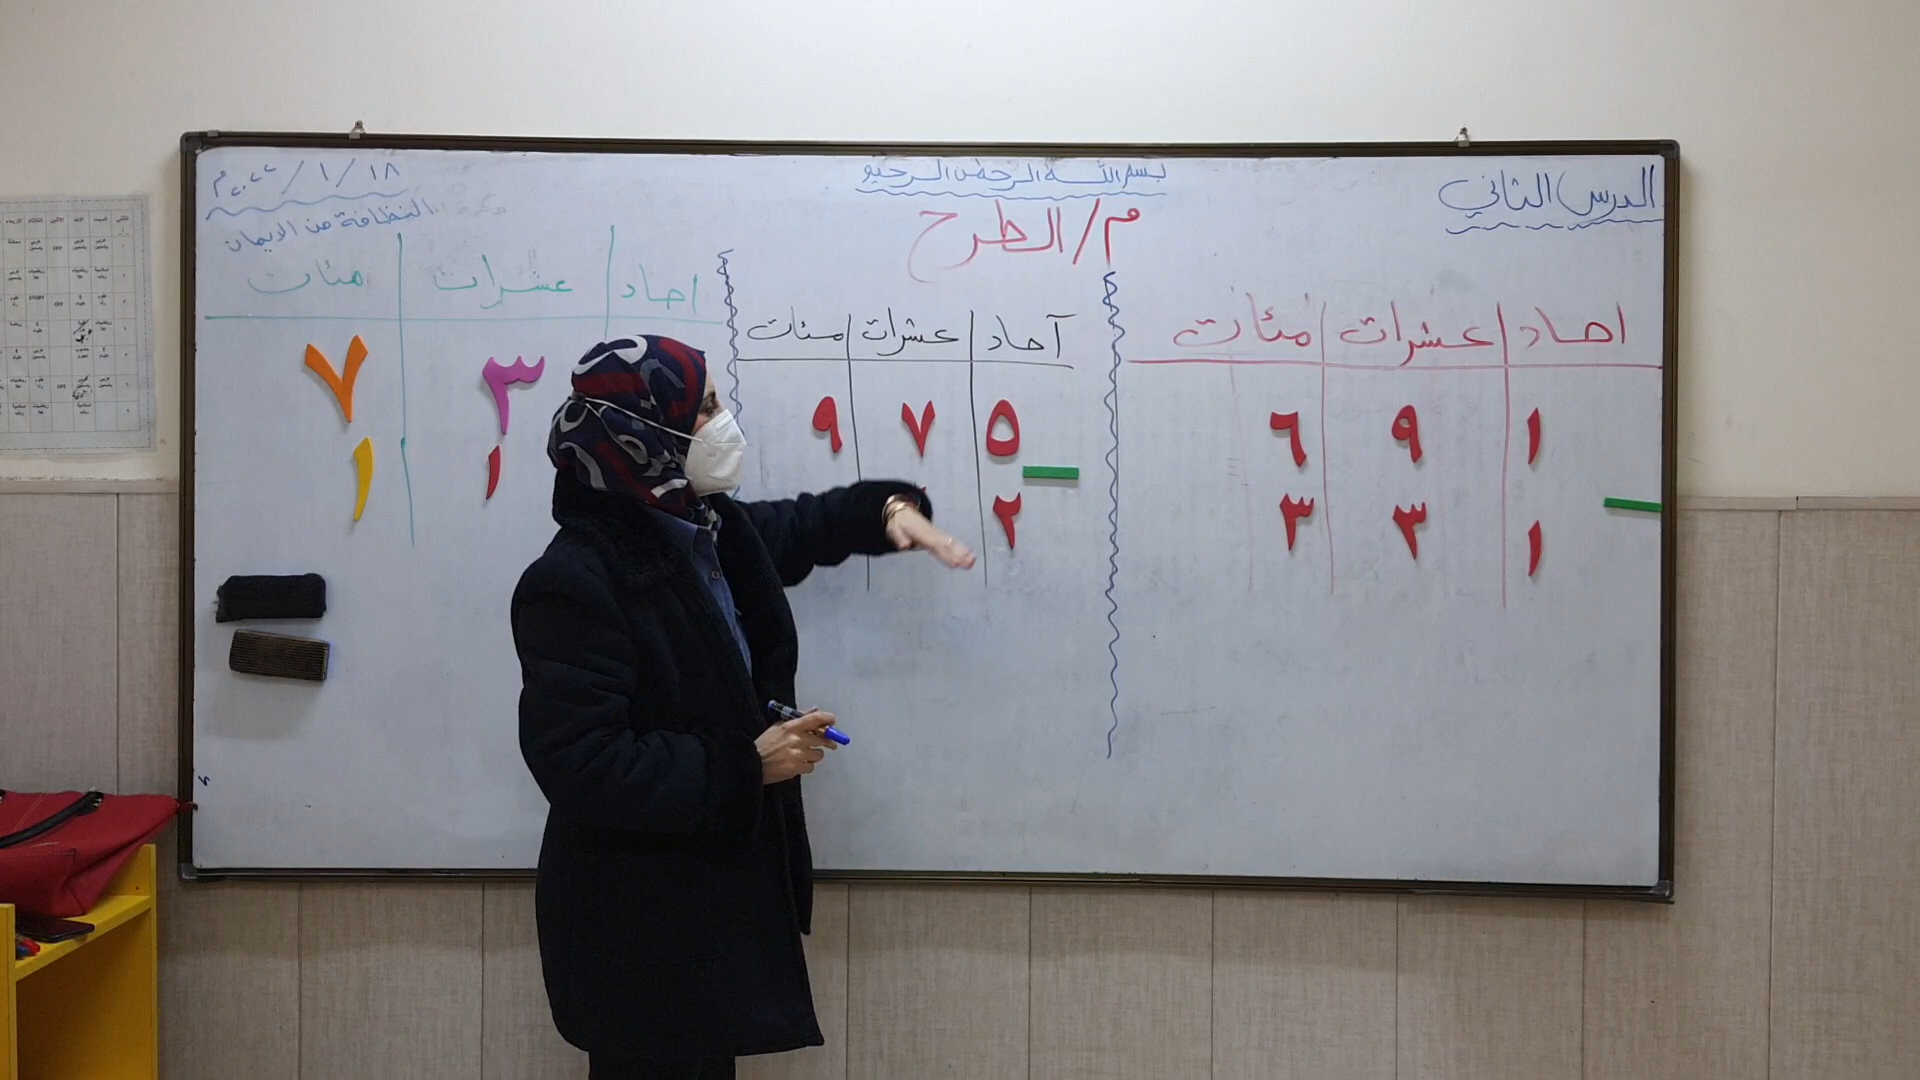 الدرس الثاني
بسم الله الرحمن الرحيم
١٨ / ١ / ٢٠٢٢ م
النظافة من الايمان
م/ الطرح
احاد عشرات مئات
١ ٩ ٦
١ ٣ ٣
آحاد عشرات مئات
٥ ٧ ٩
٢
احاد عشرات مئات
٣ ٧
١ ١